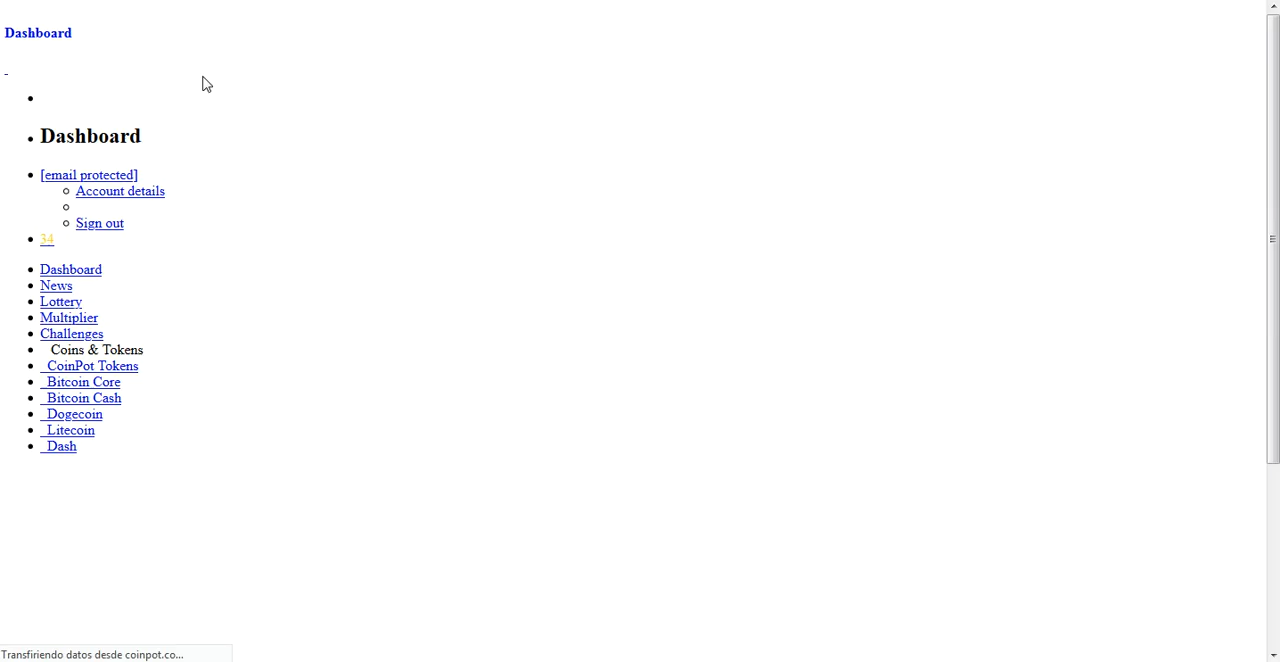 Dashboard
Dashboard
[email protected]
Account details
Sign out
34
Dashboard
News
Lottery
Multiplier
Challenges
Coins & Tokens
CoinPot Tokens
Bitcoin Core
Bitcoin Cash
Dogecoin
Litecoin
Dash
Transfiriendo datos desde coinpot.co...